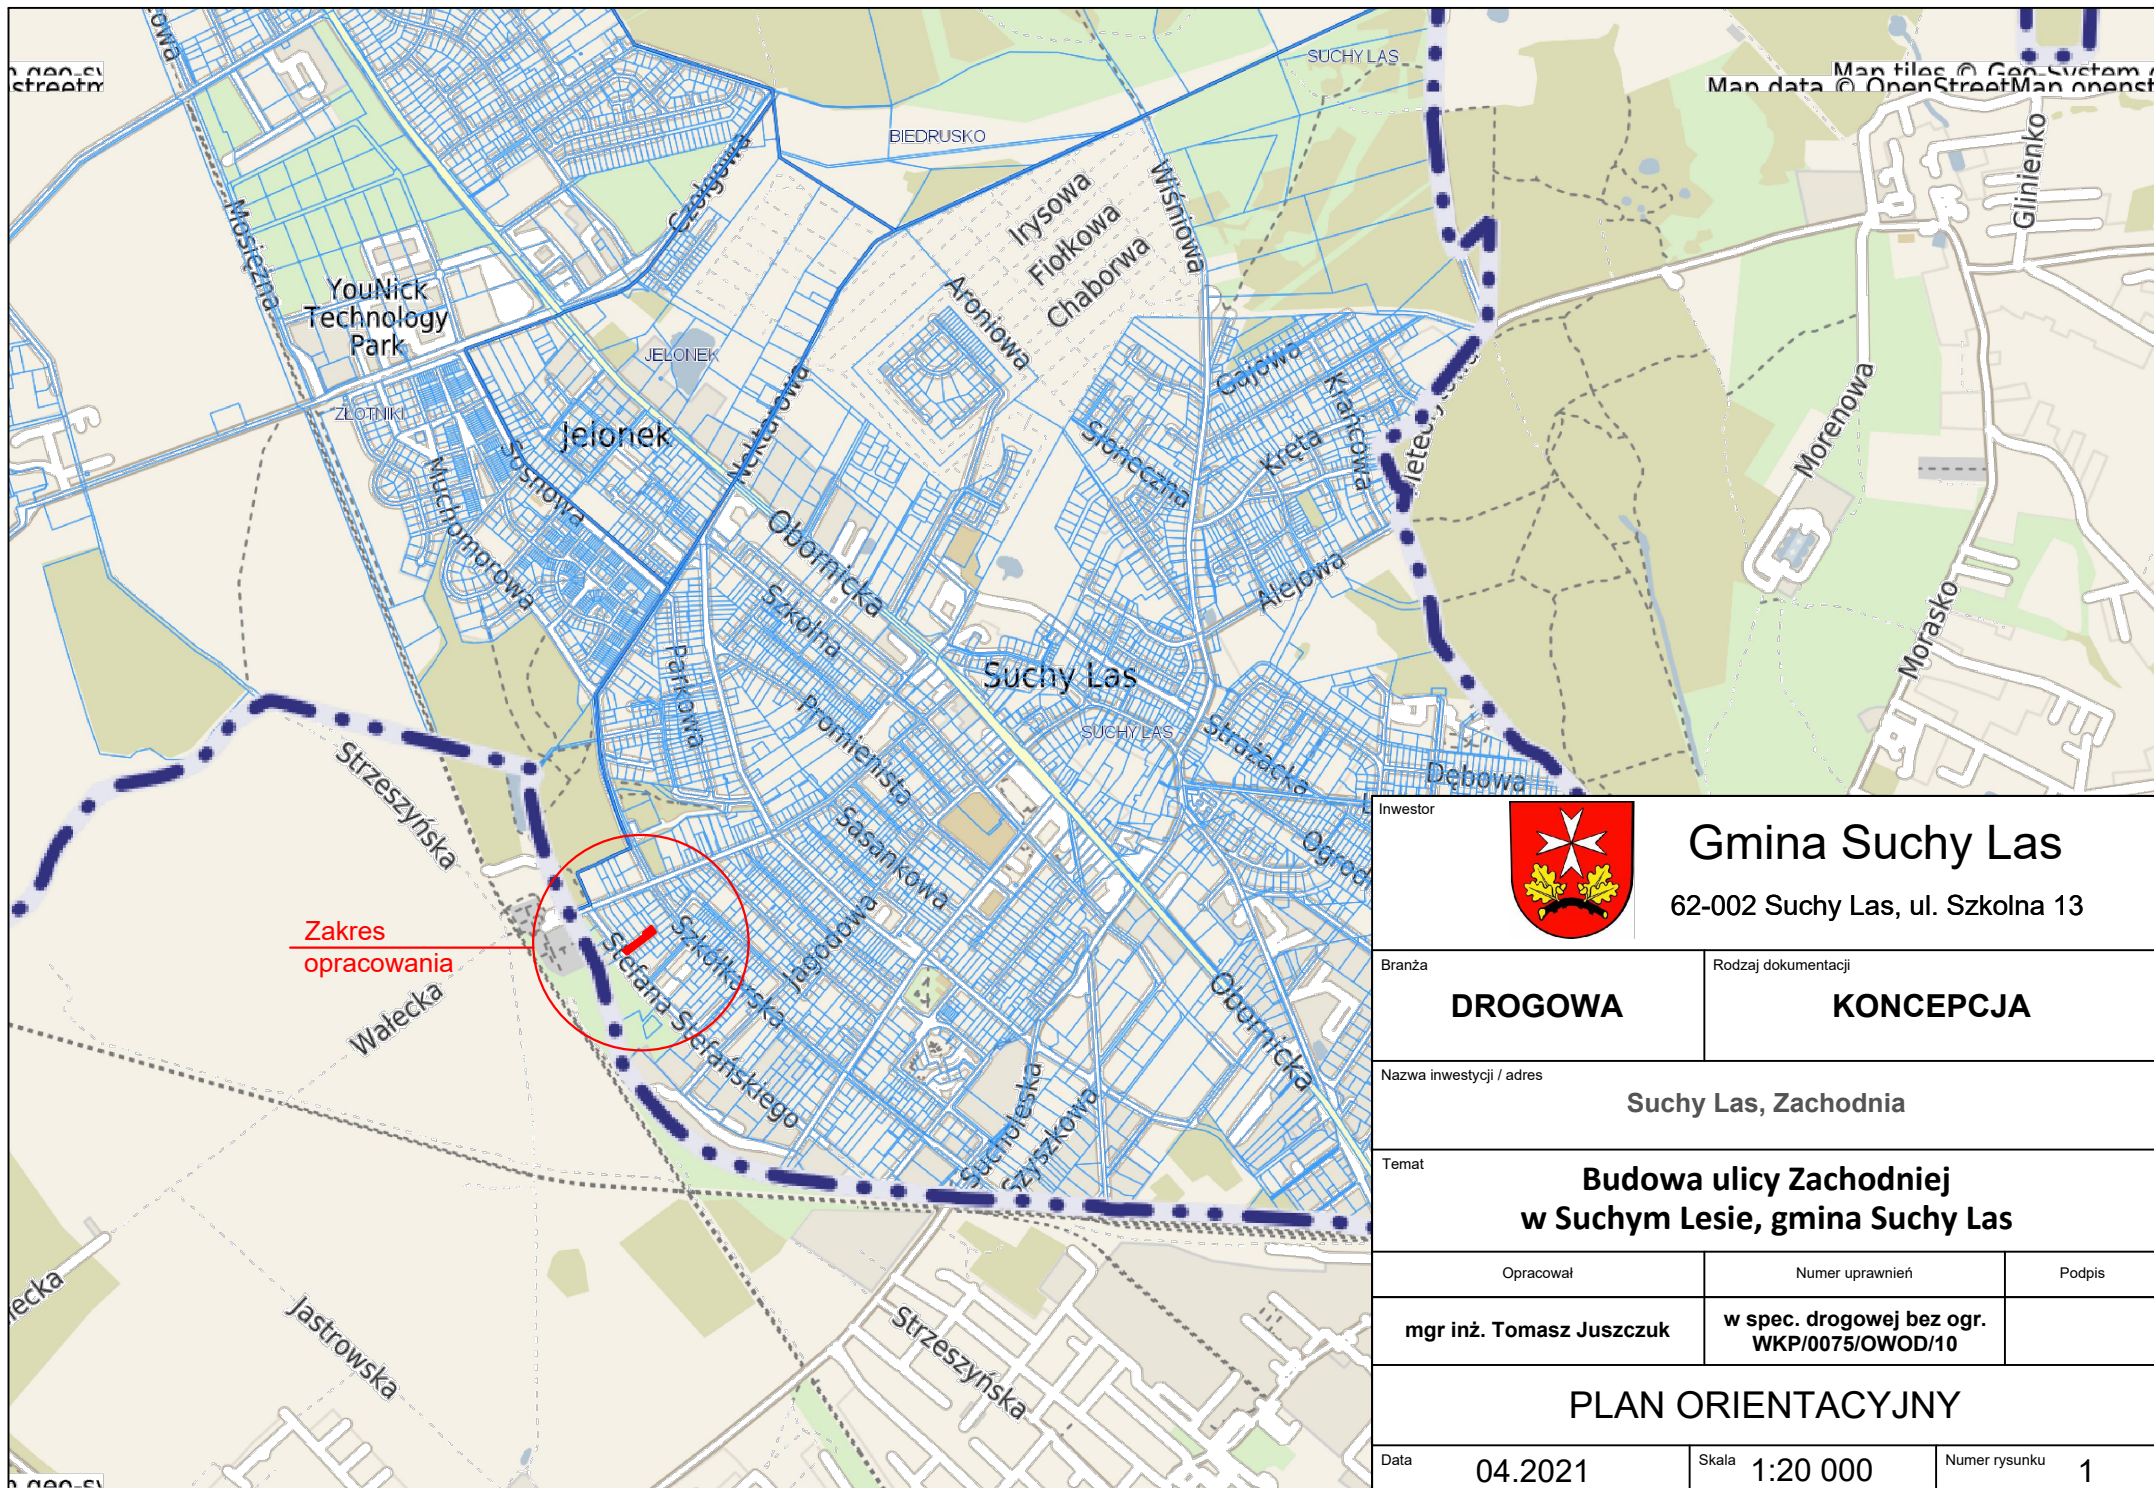 SUCHY LAS
Map tiles © Geo-System
Map data © OpenStreetMap openst
BIEDRUSKO
Czołgowa
Mosiężna
Wiśniowa
Glinienko
Irysowa
Fiołkowa
Chaborwa
Aroniowa
YouNick
Technology
Park
JELONEK
ZŁOTNIKI
Jelonek
Nektarowa
Sosnowa
Muchomorowa
Gajowa
Krańcowa
Kręta
Słoneczna
Alejowa
Morenowa
Morasko
Obornicka
Szkolna
Parkowa
Promienista
Suchy Las
SUCHY LAS
Strażacka
Dębowa
Sasankowa
Strzeszyńska
Zakres
opracowania
Wałecka
Szkółkarska
Jagodowa
Stefana Stefańskiego
Obornicka
Sucholeska
Jastrowska
Strzeszyńska
Inwestor
Gmina Suchy Las
62-002 Suchy Las, ul. Szkolna 13
Branża
DROGOWA
Rodzaj dokumentacji
KONCEPCJA
Nazwa inwestycji / adres
Suchy Las, Zachodnia
Temat
Budowa ulicy Zachodniej
w Suchym Lesie, gmina Suchy Las
Opracował
Numer uprawnień
Podpis
mgr inż. Tomasz Juszczuk
w spec. drogowej bez ogr.
WKP/0075/OWOD/10
PLAN ORIENTACYJNY
Data
04.2021
Skala
1:20 000
Numer rysunku
1